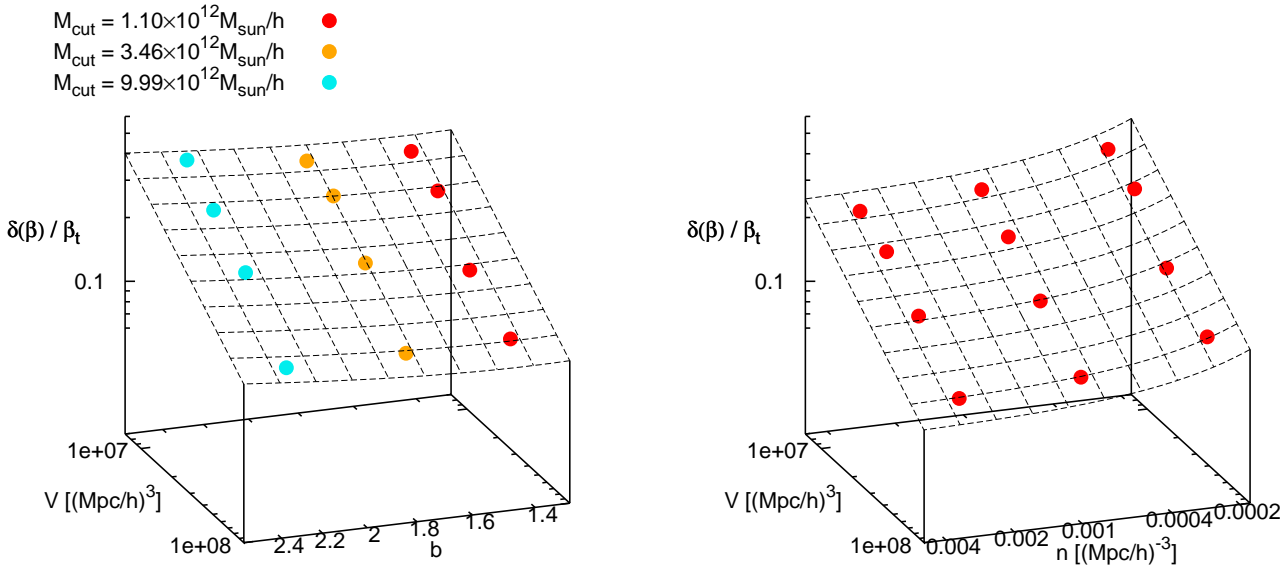 M_cut = 1.10×10^12 M_sun/h
M_cut = 3.46×10^12 M_sun/h
M_cut = 9.99×10^12 M_sun/h
δ(β) / β_t
0.1
1e+07
V [(Mpc/h)^3]
1e+08
2.4 2.2 2 1.8 1.6 1.4
b
δ(β) / β_t
0.1
1e+07
V [(Mpc/h)^3]
1e+08
0.004 0.002 0.001 0.0004 0.0002
n [(Mpc/h)^-3]